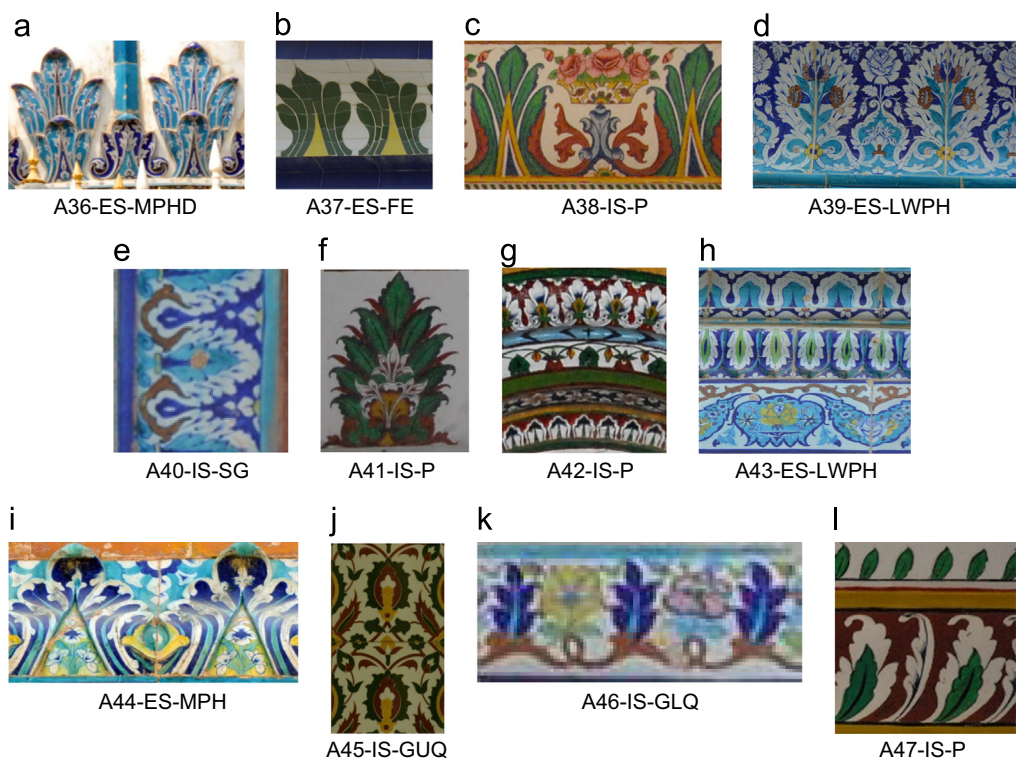 a
b
c
d
A36-ES-MPHD
A37-ES-FE
A38-IS-P
A39-ES-LWPH
e
f
g
h
A40-IS-SG
A41-IS-P
A42-IS-P
A43-ES-LWPH
i
j
k
l
A44-ES-MPH
A45-IS-GUQ
A46-IS-GLQ
A47-IS-P